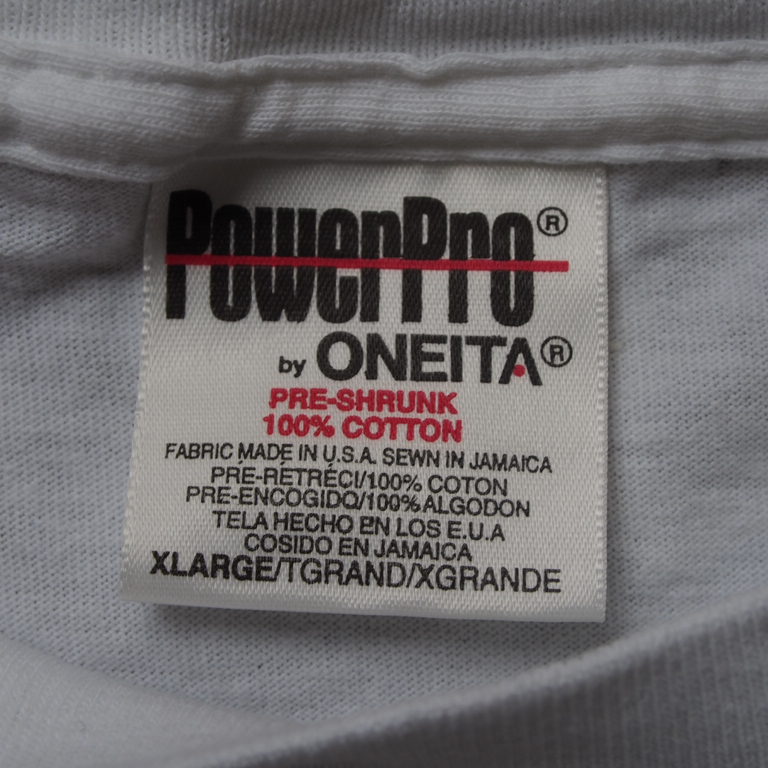 PowerPro®
by ONEITA®
PRE-SHRUNK
100% COTTON
FABRIC MADE IN U.S.A. SEWN IN JAMAICA
PRÉ-RÉTRÉCI/100% COTON
PRE-ENCOGIDO/100% ALGODON
TELA HECHO EN LOS E.U.A
COSIDO EN JAMAICA
XLARGE/TGRAND/XGRANDE